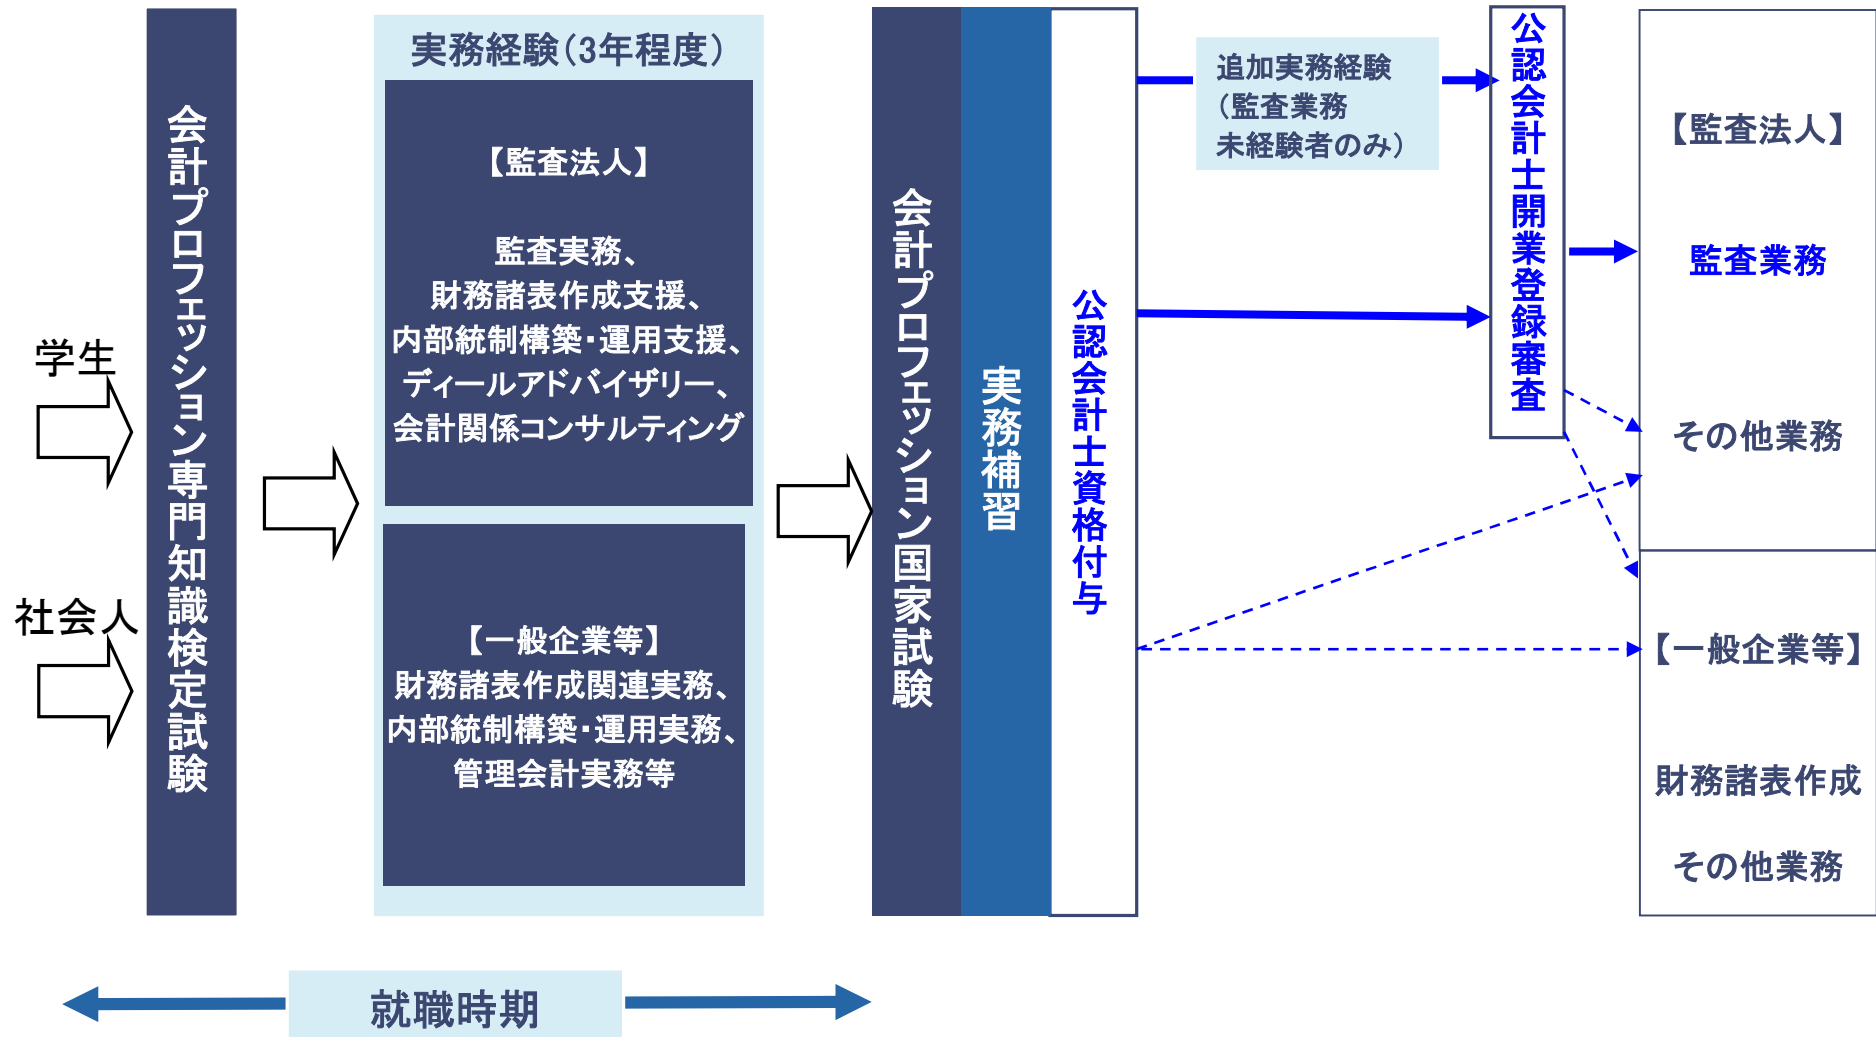 学生
社会人
会計プロフェッション専門知識検定試験
実務経験(3年程度)
【監査法人】
監査実務、
財務諸表作成支援、
内部統制構築・運用支援、
ディールアドバイザリー、
会計関係コンサルティング
【一般企業等】
財務諸表作成関連実務、
内部統制構築・運用実務、
管理会計実務等
会計プロフェッション国家試験
実務補習
公認会計士資格付与
追加実務経験
(監査業務
未経験者のみ)
公認会計士開業登録審査
【監査法人】
監査業務
その他業務
【一般企業等】
財務諸表作成
その他業務
就職時期